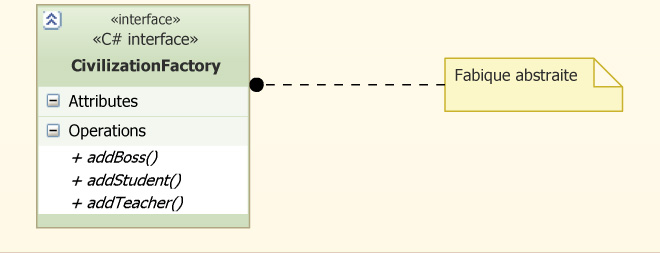 «interface»
«C# interface»
CivilizationFactory
Attributes
Operations
+ addBoss()
+ addStudent()
+ addTeacher()
Fabique abstraite